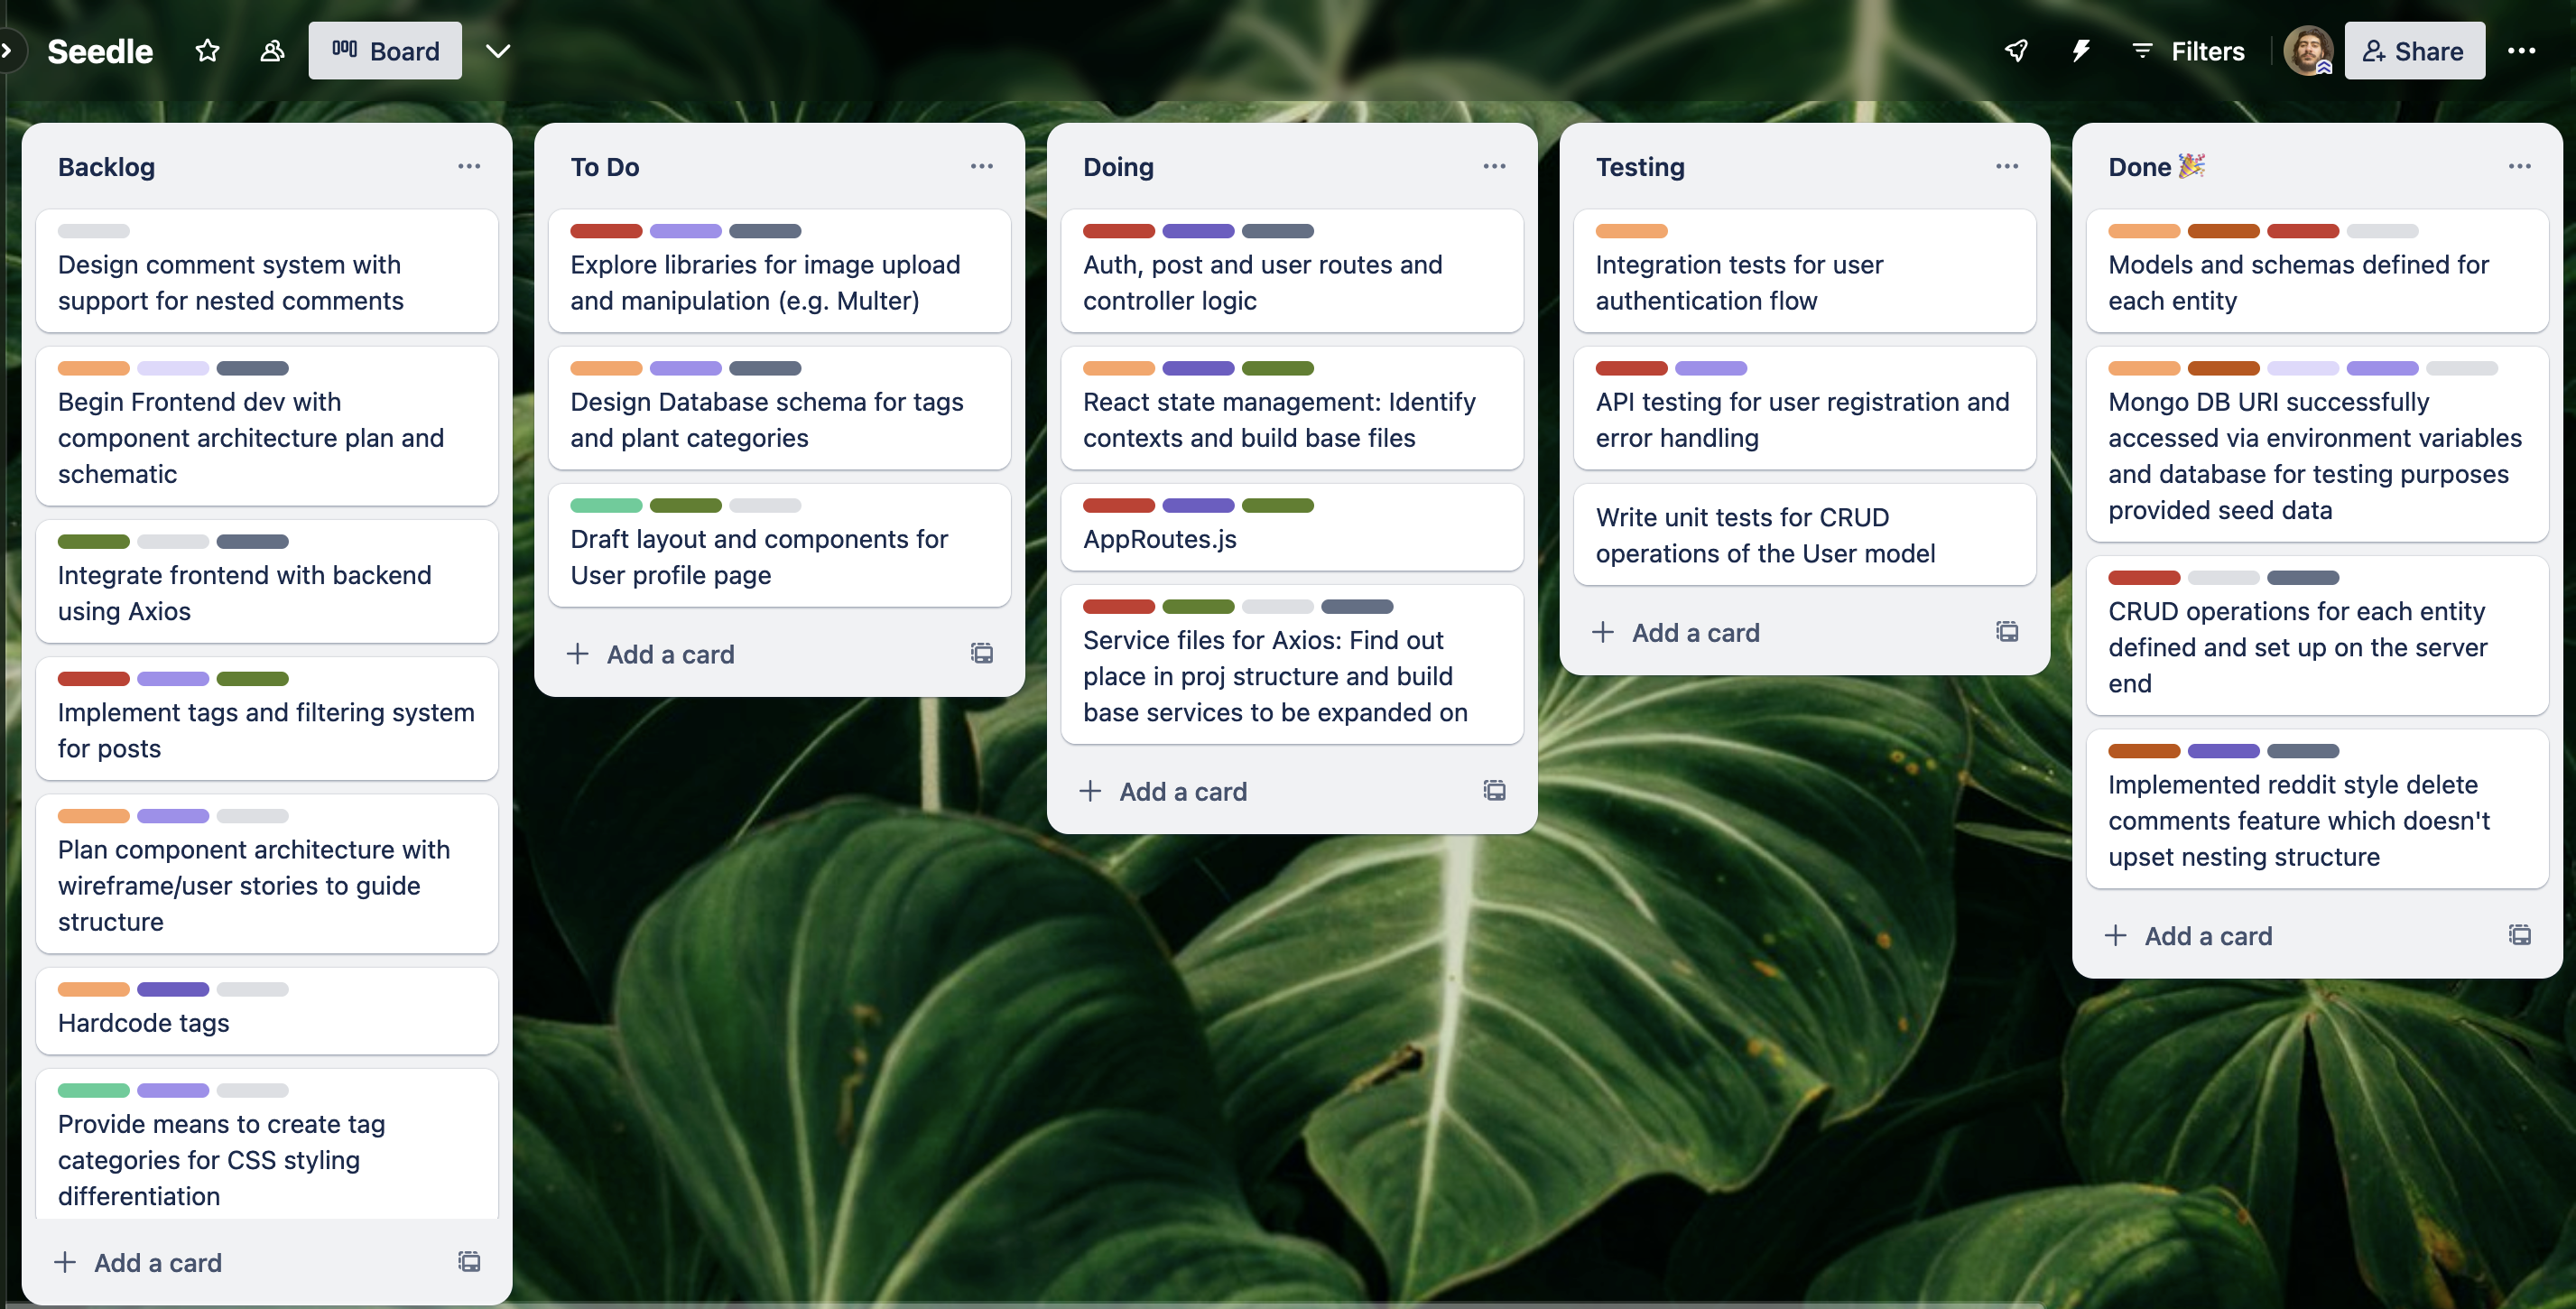 Seedle
Board
Filters
Share
Backlog
Design comment system with
support for nested comments
Begin Frontend dev with
component architecture plan and
schematic
Integrate frontend with backend
using Axios
Implement tags and filtering system
for posts
Plan component architecture with
wireframe/user stories to guide
structure
Hardcode tags
Provide means to create tag
categories for CSS styling
differentiation
Add a card
To Do
Explore libraries for image upload
and manipulation (e.g. Multer)
Design Database schema for tags
and plant categories
Draft layout and components for
User profile page
Add a card
Doing
Auth, post and user routes and
controller logic
React state management: Identify
contexts and build base files
AppRoutes.js
Service files for Axios: Find out
place in proj structure and build
base services to be expanded on
Add a card
Testing
Integration tests for user
authentication flow
API testing for user registration and
error handling
Write unit tests for CRUD
operations of the User model
Add a card
Done 🎉
Models and schemas defined for
each entity
Mongo DB URI successfully
accessed via environment variables
and database for testing purposes
provided seed data
CRUD operations for each entity
defined and set up on the server
end
Implemented reddit style delete
comments feature which doesn't
upset nesting structure
Add a card